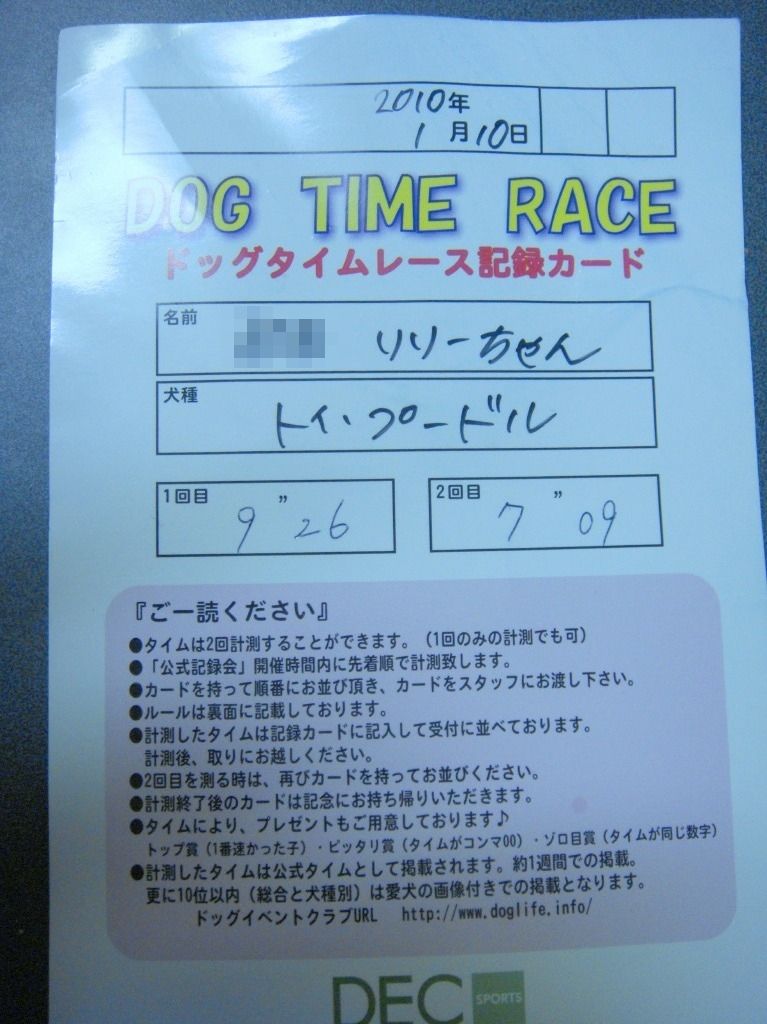 2010年
1月10日
DOG TIME RACE
ドッグタイムレース記録カード
名前 リリーちゃん
犬種
トイ・プードル
1回目 9"26
2回目 7"09
『ご一読ください』
●タイムは2回計測することができます。(1回のみの計測でも可)
●「公式記録会」開催時間内に先着順で計測致します。
●カードを持って順番にお並び頂き、カードをスタッフにお渡し下さい。
●ルールは裏面に記載しております。
●計測したタイムは記録カードに記入して受付に並べております。
計測後、取りにお越しください。
●2回目を測る時は、再びカードを持ってお並びください。
●計測終了後のカードは記念にお持ち帰りいただきます。
●タイムにより、プレゼントもご用意しております♪
トップ賞(1番速かった子)・ピッタリ賞(タイムがコンマ00)・ゾロ目賞(タイムが同じ数字)
●計測したタイムは公式タイムとして掲載されます。約1週間での掲載。
更に10位以内(総合と犬種別)は愛犬の画像付きでの掲載となります。
ドッグイベントクラブURL http://www.doglife.info/
DEC SPORTS